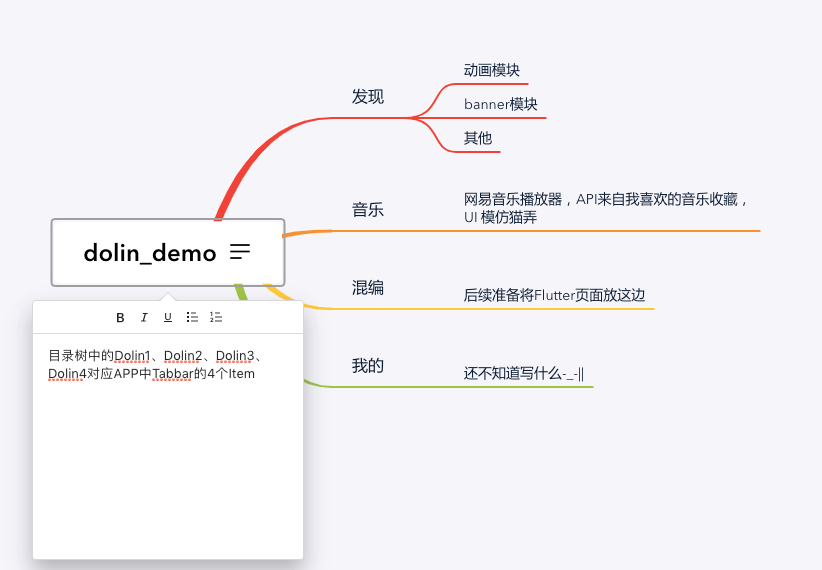 动画模块
发现
banner模块
其他
音乐
网易音乐播放器，API来自我喜欢的音乐收藏，
UI 模仿猫弄
dolin_demo
混编
后续准备将Flutter页面放这边
B I U
目录树中的Dolin1、Dolin2、Dolin3、
Dolin4对应APP中Tabbar的4个Item
我的
还不知道写什么-_-||